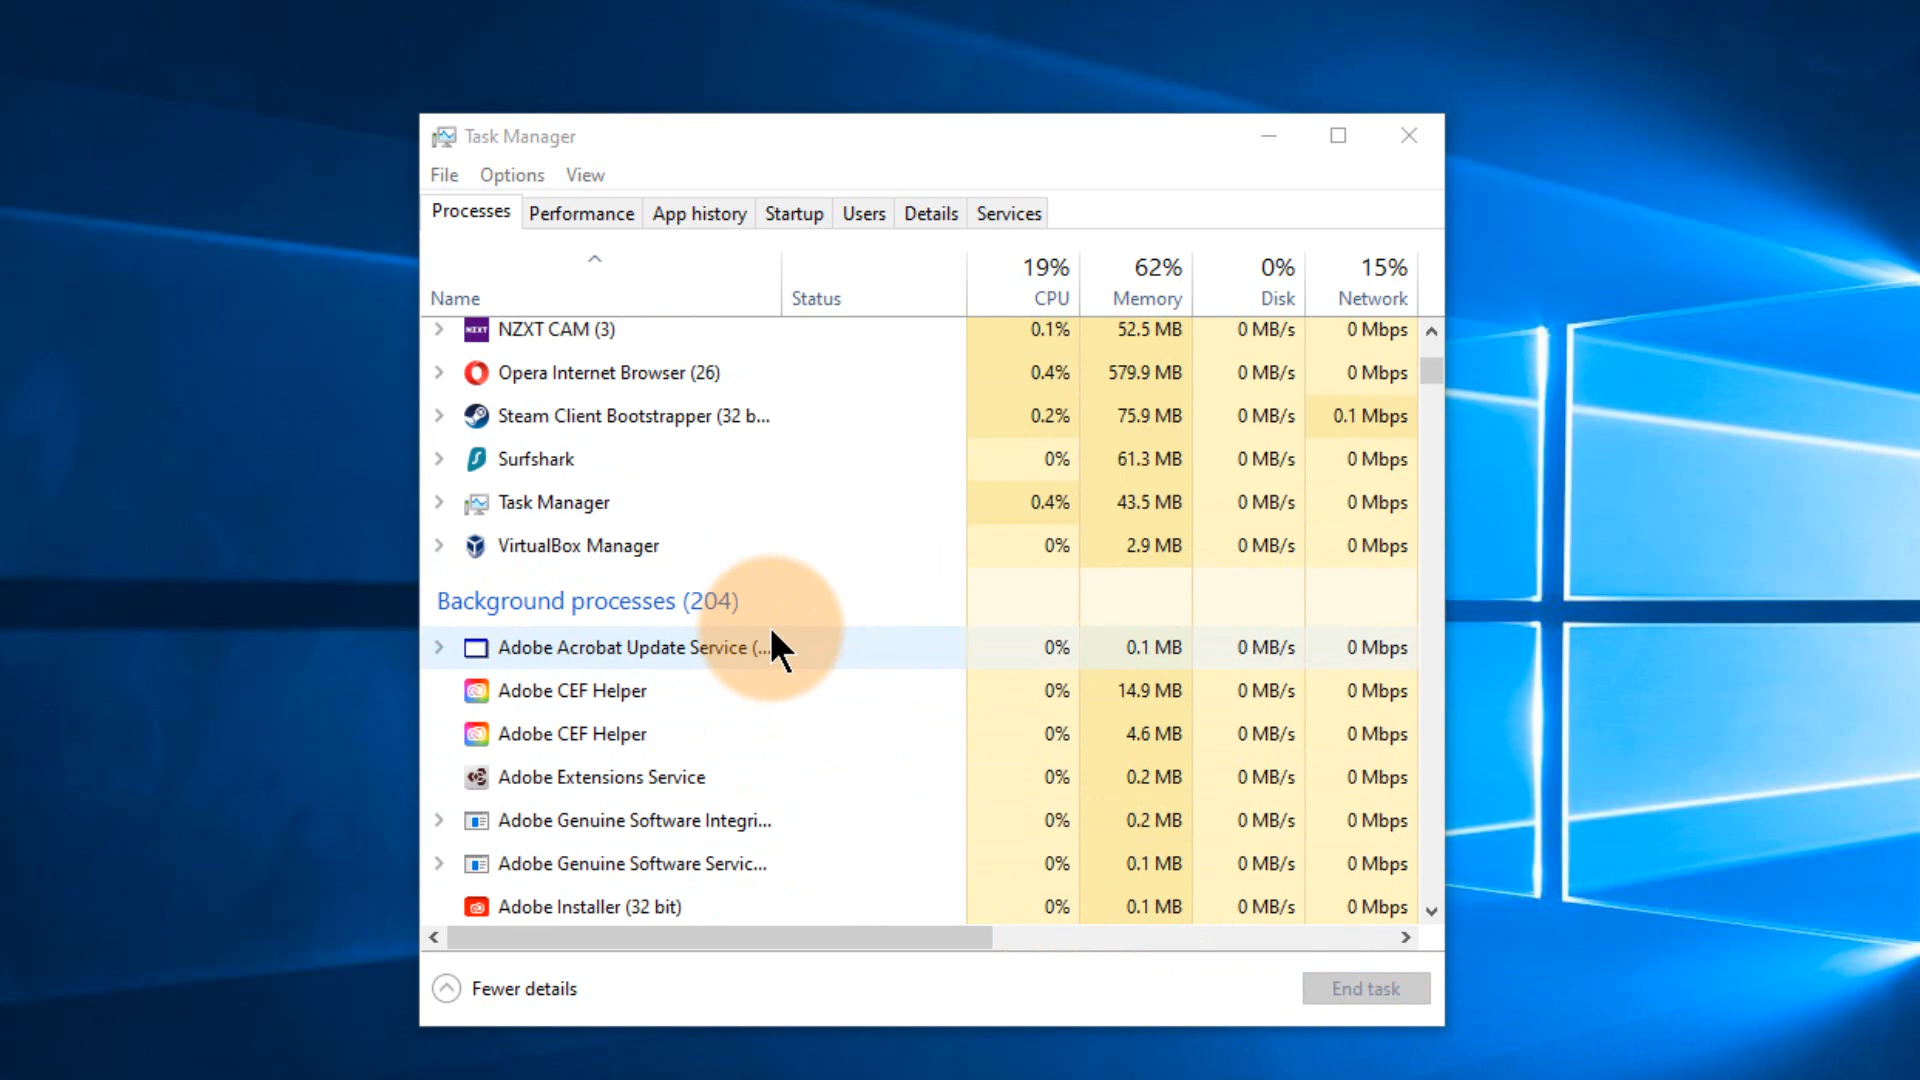 Task Manager
File Options View
Processes Performance App history Startup Users Details Services
19% 62% 0% 15%
Name Status CPU Memory Disk Network
NZXT NZXT CAM (3) 0.1% 52.5 MB 0 MB/s 0 Mbps
Opera Internet Browser (26) 0.4% 579.9 MB 0 MB/s 0 Mbps
Steam Client Bootstrapper (32 b... 0.2% 75.9 MB 0 MB/s 0.1 Mbps
Surfshark 0% 61.3 MB 0 MB/s 0 Mbps
Task Manager 0.4% 43.5 MB 0 MB/s 0 Mbps
VirtualBox Manager 0% 2.9 MB 0 MB/s 0 Mbps
Background processes (204)
Adobe Acrobat Update Service (... 0% 0.1 MB 0 MB/s 0 Mbps
Adobe CEF Helper 0% 14.9 MB 0 MB/s 0 Mbps
Adobe CEF Helper 0% 4.6 MB 0 MB/s 0 Mbps
Adobe Extensions Service 0% 0.2 MB 0 MB/s 0 Mbps
Adobe Genuine Software Integri... 0% 0.2 MB 0 MB/s 0 Mbps
Adobe Genuine Software Servic... 0% 0.1 MB 0 MB/s 0 Mbps
Adobe Installer (32 bit) 0% 0.1 MB 0 MB/s 0 Mbps
Fewer details End task